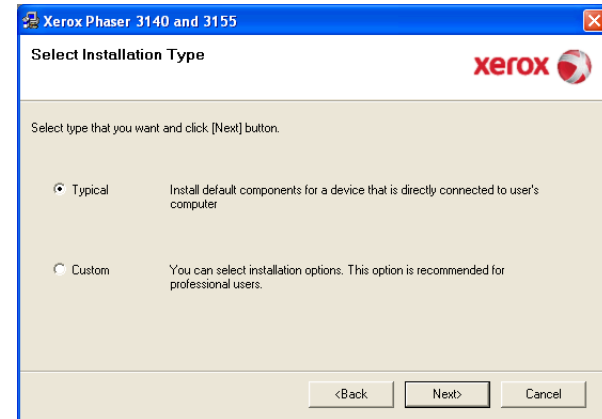 Xerox Phaser 3140 and 3155
Select Installation Type
xerox
Select type that you want and click [Next] button.
Typical
Install default components for a device that is directly connected to user's
computer
Custom
You can select installation options. This option is recommended for
professional users.
<Back
Next>
Cancel